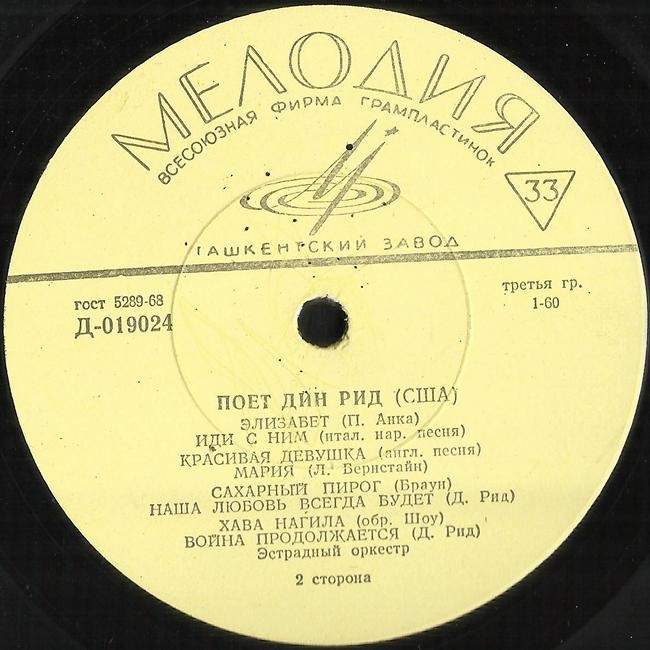 МЕЛОДИЯ
ВСЕСОЮЗНАЯ ФИРМА ГРАМПЛАСТИНОК
33
ТАШКЕНТСКИЙ ЗАВОД
гост 5289-68
третья гр.
Д-019024
1-60
ПОЕТ ДИН РИД (США)
ЭЛИЗАБЕТ (П. Анка)
ИДИ С НИМ (итал. нар. песня)
КРАСИВАЯ ДЕВУШКА (англ. песня)
МАРИЯ (Л. Бернстайн)
САХАРНЫЙ ПИРОГ (Браун)
НАША ЛЮБОВЬ ВСЕГДА БУДЕТ (Д. Рид)
ХАВА НАГИЛА (обр. Шоу)
ВОЙНА ПРОДОЛЖАЕТСЯ (Д. Рид)
Эстрадный оркестр
2 сторона